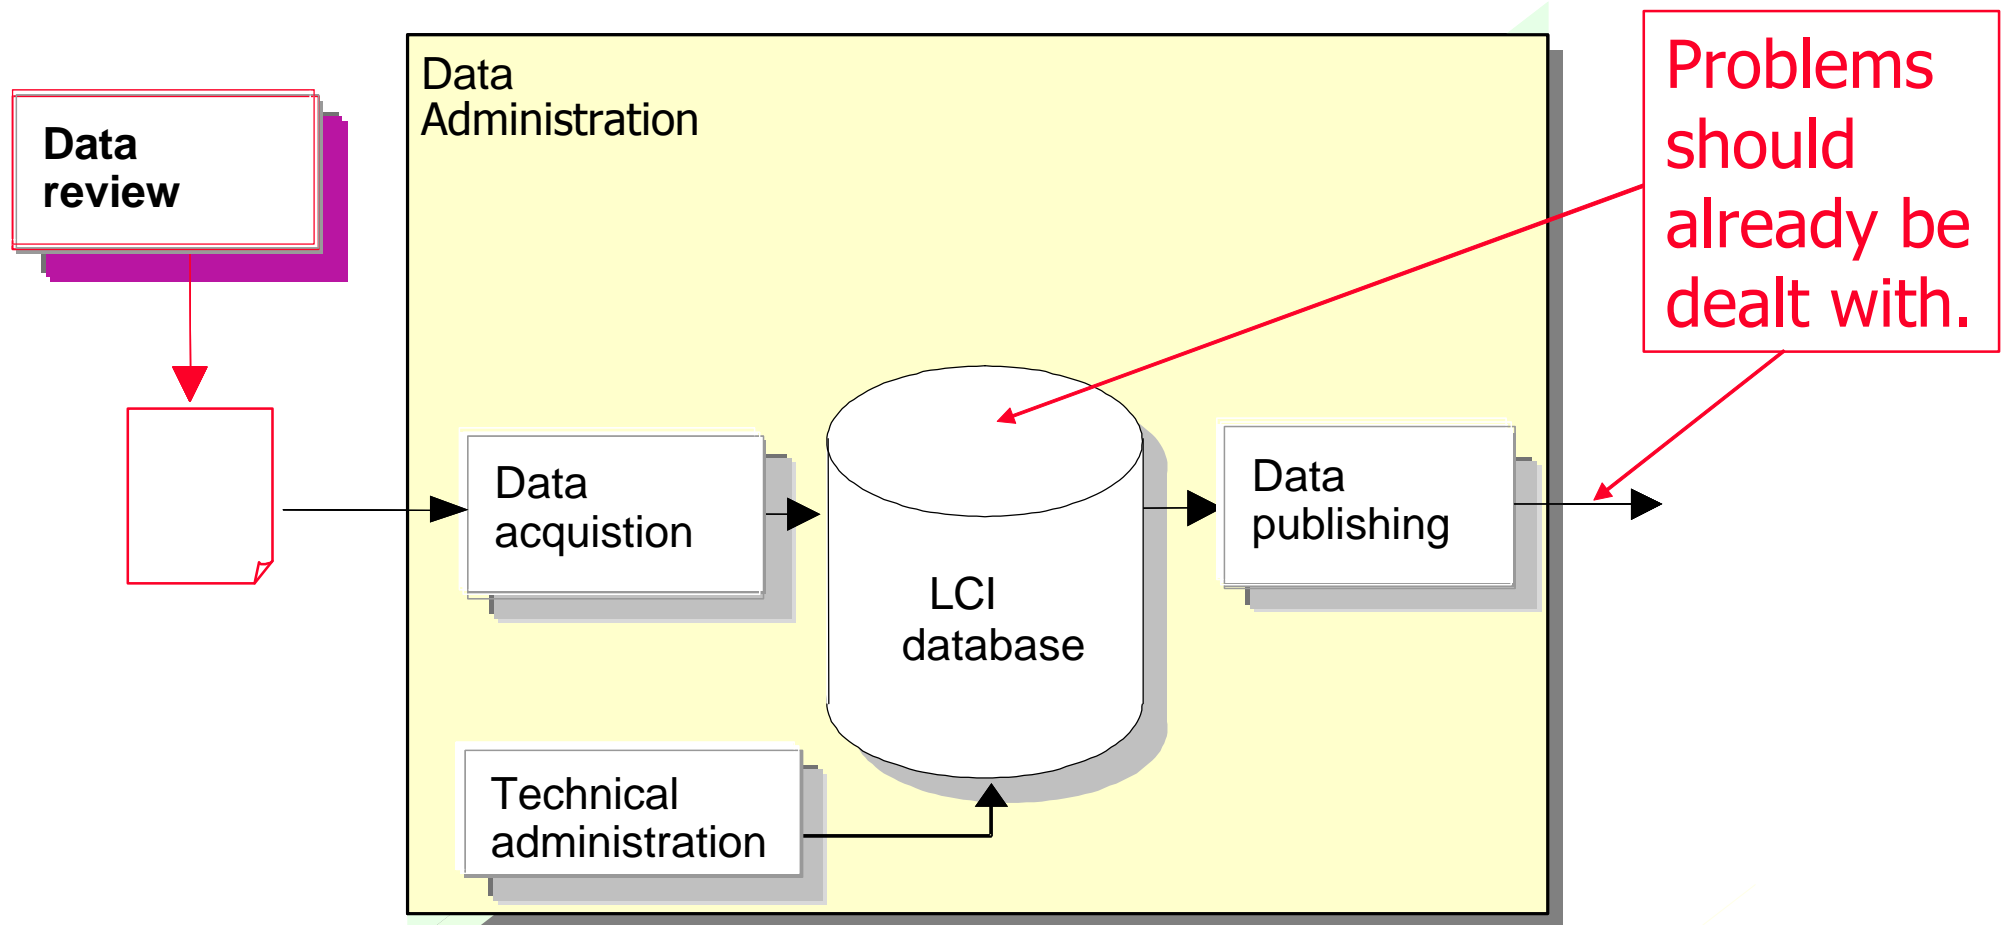 Data
review
Data
Administration
Problems
should
already be
dealt with.
Data
acquistion
LCI
database
Data
publishing
Technical
administration